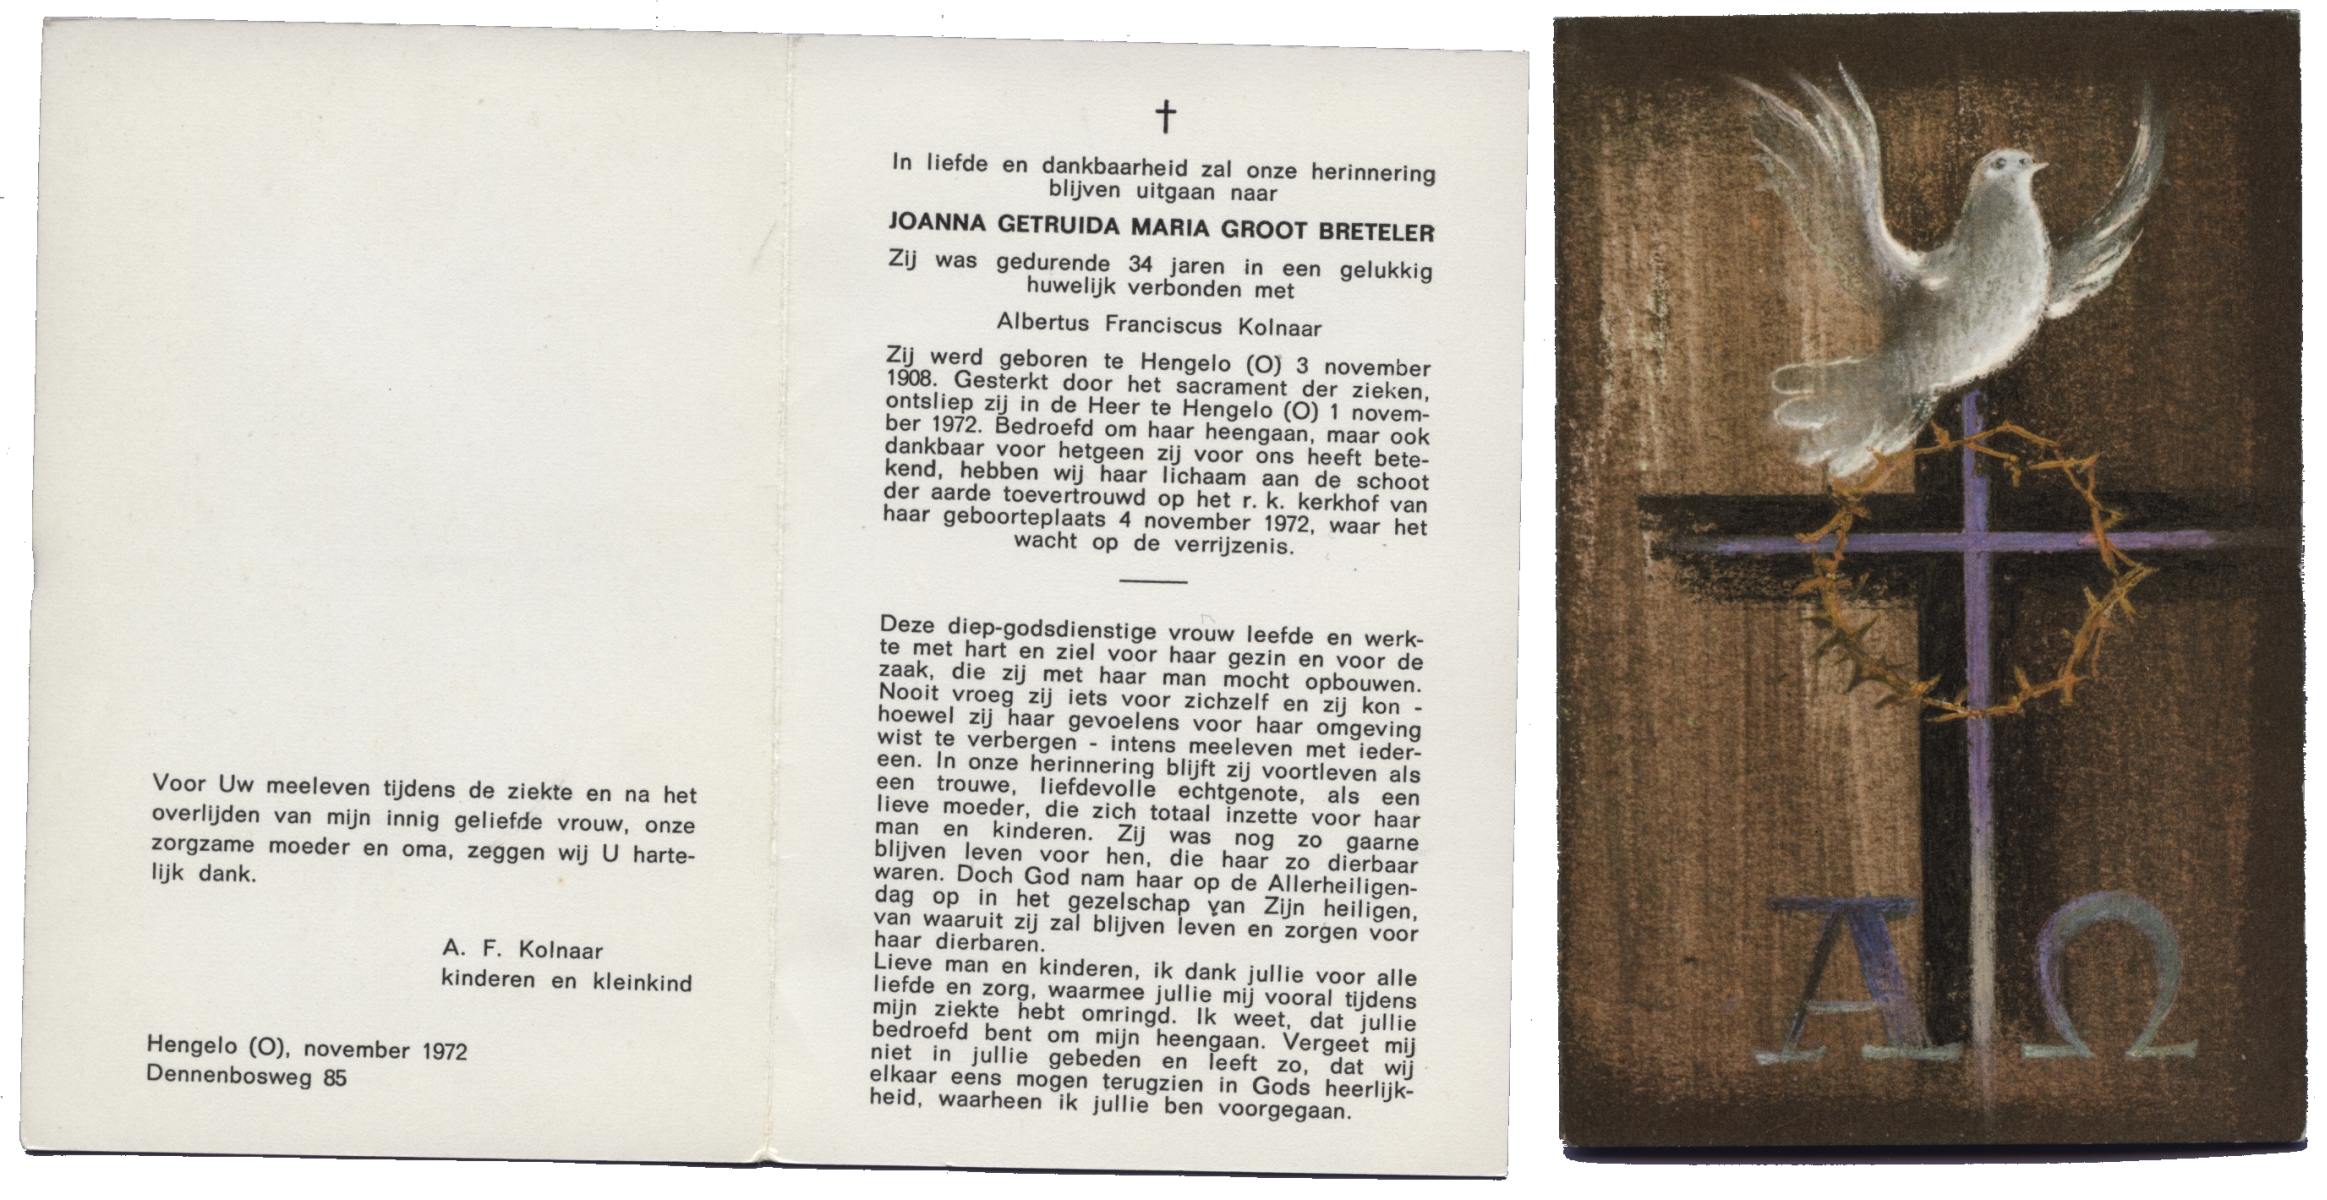 Voor Uw meeleven tijdens de ziekte en na het
overlijden van mijn innig geliefde vrouw, onze
zorgzame moeder en oma, zeggen wij U harte-
lijk dank.
A. F. Kolnaar
kinderen en kleinkind
Hengelo (O), november 1972
Dennenbosweg 85
In liefde en dankbaarheid zal onze herinnering
blijven uitgaan naar
JOANNA GETRUIDA MARIA GROOT BRETELER
Zij was gedurende 34 jaren in een gelukkig
huwelijk verbonden met
Albertus Franciscus Kolnaar
Zij werd geboren te Hengelo (O) 3 november
1908. Gesterkt door het sacrament der zieken,
ontsliep zij in de Heer te Hengelo (O) 1 novem-
ber 1972. Bedroefd om haar heengaan, maar ook
dankbaar voor hetgeen zij voor ons heeft bete-
kend, hebben wij haar lichaam aan de schoot
der aarde toevertrouwd op het r. k. kerkhof van
haar geboorteplaats 4 november 1972, waar het
wacht op de verrijzenis.
Deze diep-godsdienstige vrouw leefde en werk-
te met hart en ziel voor haar gezin en voor de
zaak, die zij met haar man mocht opbouwen.
Nooit vroeg zij iets voor zichzelf en zij kon -
hoewel zij haar gevoelens voor haar omgeving
wist te verbergen - intens meeleven met ieder-
een. In onze herinnering blijft zij voortleven als
een trouwe, liefdevolle echtgenote, als een
lieve moeder, die zich totaal inzette voor haar
man en kinderen. Zij was nog zo gaarne
blijven leven voor hen, die haar zo dierbaar
waren. Doch God nam haar op de Allerheiligen-
dag op in het gezelschap van Zijn heiligen,
van waaruit zij zal blijven leven en zorgen voor
haar dierbaren.
Lieve man en kinderen, ik dank jullie voor alle
liefde en zorg, waarmee jullie mij vooral tijdens
mijn ziekte hebt omringd. Ik weet, dat jullie
bedroefd bent om mijn heengaan. Vergeet mij
niet in jullie gebeden en leeft zo, dat wij
elkaar eens mogen terugzien in Gods heerlijk-
heid, waarheen ik jullie ben voorgegaan.
Α Ω